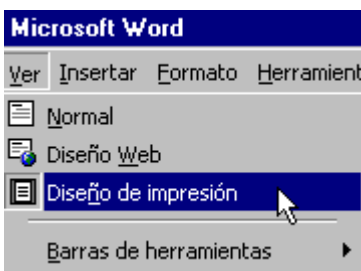 Microsoft Word
Ver Insertar Formato Herramient
Normal
Diseño Web
Diseño de impresión
Barras de herramientas